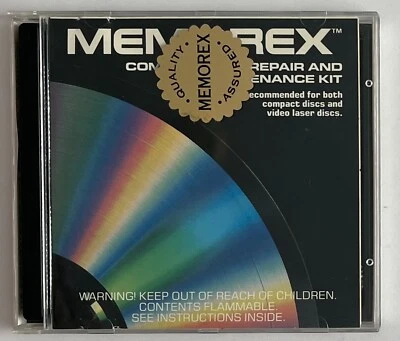 MEMOREX™
QUALITY
MEMOREX
ASSURED
REPAIR AND
KIT
recommended for both
compact discs and
video laser discs.
WARNING! KEEP OUT OF REACH OF CHILDREN.
CONTENTS FLAMMABLE.
SEE INSTRUCTIONS INSIDE.